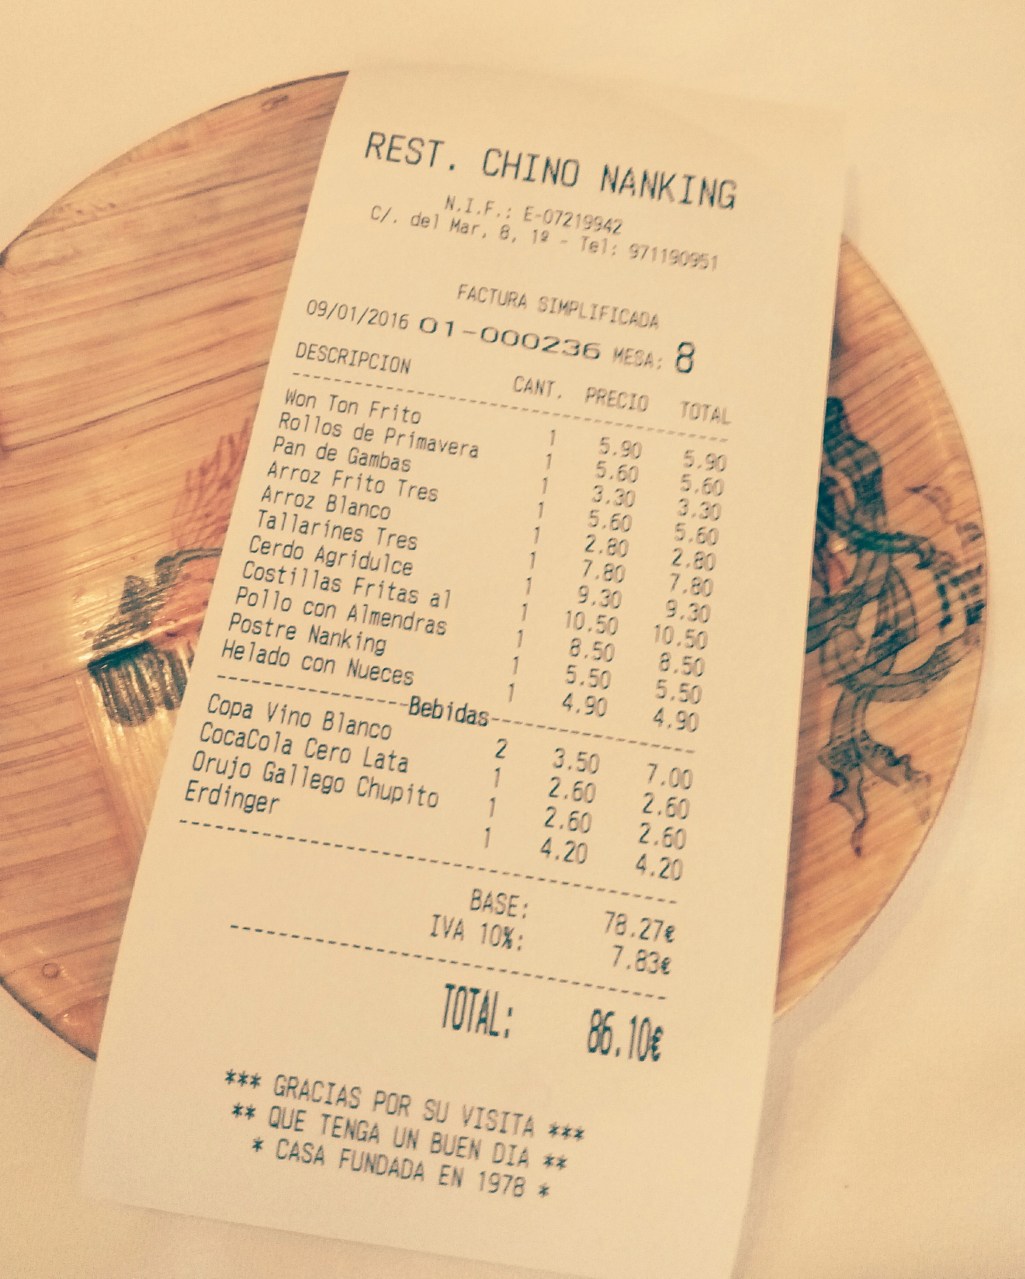 REST. CHINO NANKING
N.I.F.: E-07219942
C/. del Mar, 8, 1º - Tel: 971190951
FACTURA SIMPLIFICADA
09/01/2016 01-000236 MESA: 8
DESCRIPCION CANT. PRECIO TOTAL
Won Ton Frito 1 5.90 5.90
Rollos de Primavera 1 5.60 5.60
Pan de Gambas 1 3.30 3.30
Arroz Frito Tres 1 5.60 5.60
Arroz Blanco 1 2.80 2.80
Tallarines Tres 1 7.80 7.80
Cerdo Agridulce 1 9.30 9.30
Costillas Fritas al 1 10.50 10.50
Pollo con Almendras 1 8.50 8.50
Postre Nanking 1 5.50 5.50
Helado con Nueces 1 4.90 4.90
Bebidas
Copa Vino Blanco 2 3.50 7.00
CocaCola Cero Lata 1 2.60 2.60
Orujo Gallego Chupito 1 2.60 2.60
Erdinger 1 4.20 4.20
BASE: 78.27€
IVA 10%: 7.83€
TOTAL: 86.10€
*** GRACIAS POR SU VISITA ***
** QUE TENGA UN BUEN DIA **
* CASA FUNDADA EN 1978 *